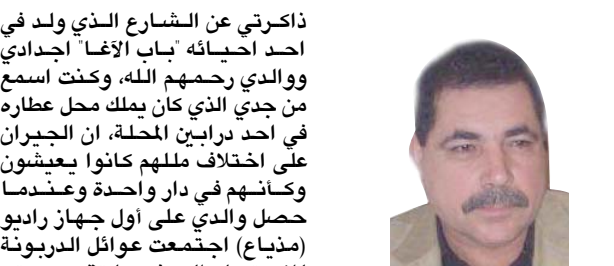 ذاكرتي عن الشارع الذي ولد في
احد احيائه "باب الآغا" اجدادي
ووالدي رحمهم الله، وكنت اسمع
من جدي الذي كان يملك محل عطاره
في احد درابين المحلة، ان الجيران
على اختلاف مللهم كانوا يعيشون
وكأنهم في دار واحدة وعندما
حصل والدي على أول جهاز راديو
(مذياع) اجتمعت عوائل الدربونة